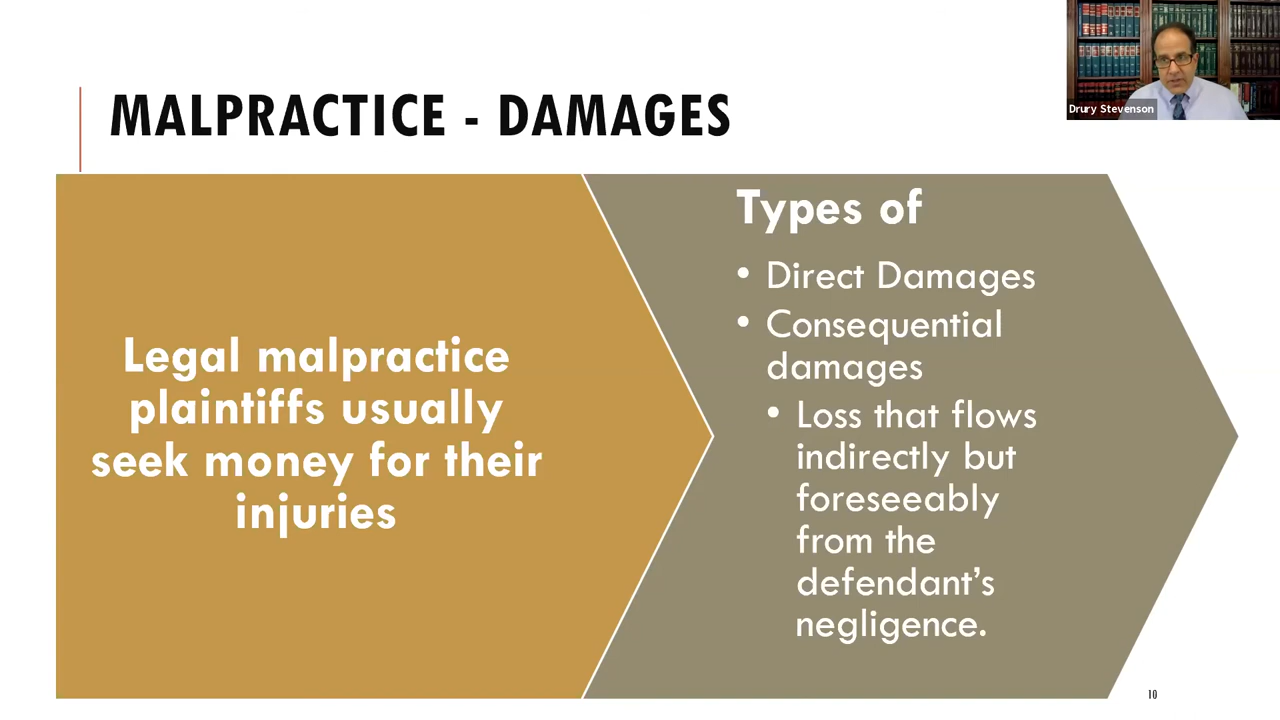 MALPRACTICE - DAMAGES
Drury Stevenson
Legal malpractice
plaintiffs usually
seek money for their
injuries
Types of
• Direct Damages
• Consequential
damages
• Loss that flows
indirectly but
foreseeably
from the
defendant’s
negligence.
10